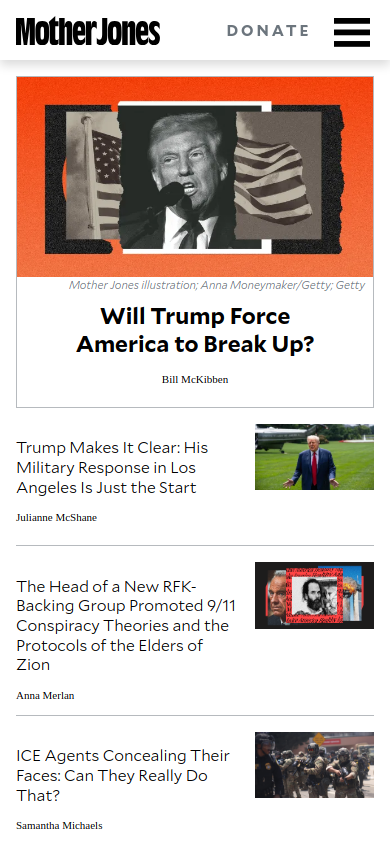 Mother Jones
DONATE
Mother Jones illustration; Anna Moneymaker/Getty; Getty
Will Trump Force
America to Break Up?
Bill McKibben
Trump Makes It Clear: His
Military Response in Los
Angeles Is Just the Start
Julianne McShane
The Head of a New RFK-
Backing Group Promoted 9/11
Conspiracy Theories and the
Protocols of the Elders of
Zion
Anna Merlan
ICE Agents Concealing Their
Faces: Can They Really Do
That?
Samantha Michaels